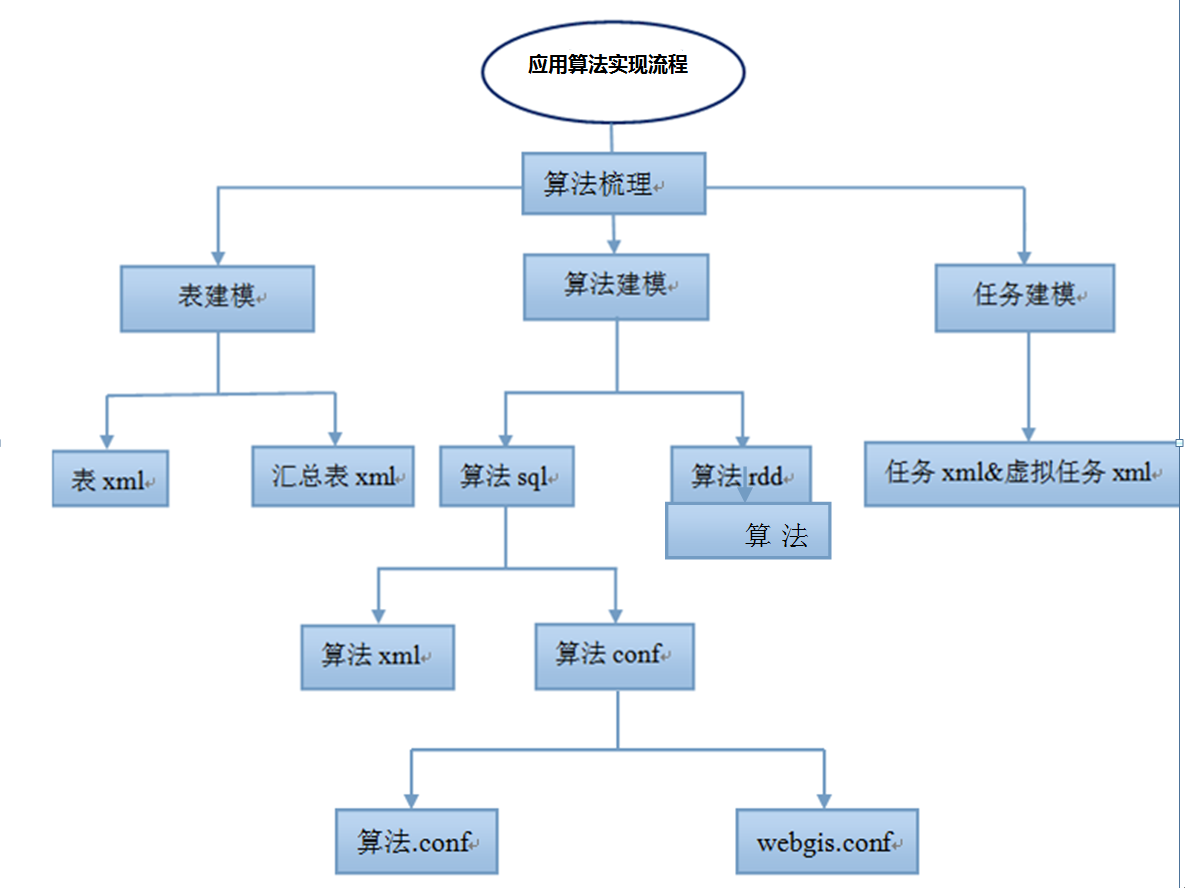 应用算法实现流程
算法梳理
表建模
算法建模
任务建模
表 xml
汇总表 xml
算法 sql
算法 rdd
任务 xml&虚拟任务 xml
算 法
算法 xml
算法 conf
算法.conf
webgis.conf